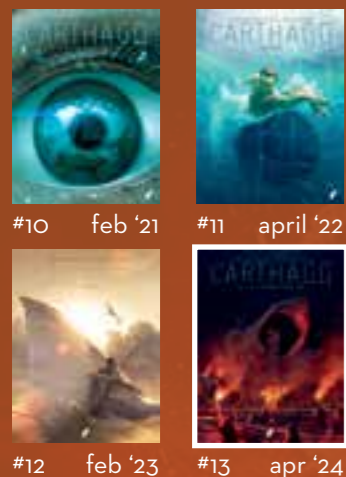 CARTHAGO
CARTHAGO
#10 feb ‘21
#11 april ‘22
CARTHAGO
#12 feb ‘23
#13 apr ‘24